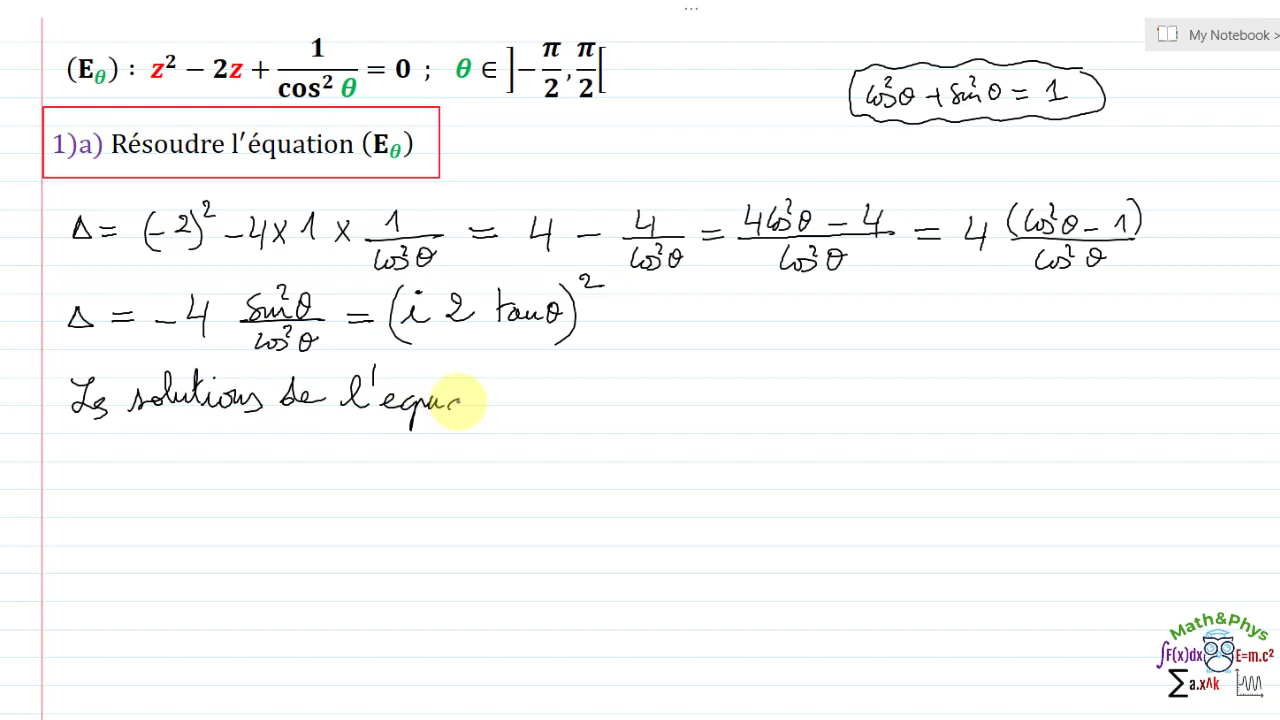 ...
My Notebook >
(E_θ) : z² − 2z + 1/cos² θ = 0 ; θ ∈ ]−π/2, π/2[
cos²θ + sin²θ = 1
1)a) Résoudre l′équation (E_θ)
Δ = (−2)² − 4 × 1 × 1/cos²θ = 4 − 4/cos²θ = (4cos²θ − 4)/cos²θ = 4 (cos²θ − 1)/cos²θ
Δ = −4 sin²θ/cos²θ = (i 2 tanθ)²
Les solutions de l'equa
Math&Phys
∫F(x)dx E=m.c²
∑ a.x^k